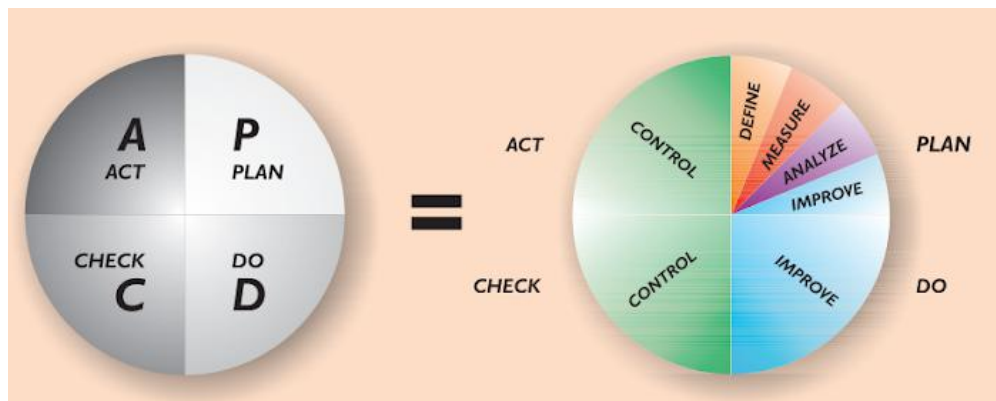 A
ACT
P
PLAN
CHECK
C
DO
D
=
ACT
CONTROL
DEFINE
MEASURE
ANALYZE
IMPROVE
PLAN
CHECK
CONTROL
IMPROVE
DO